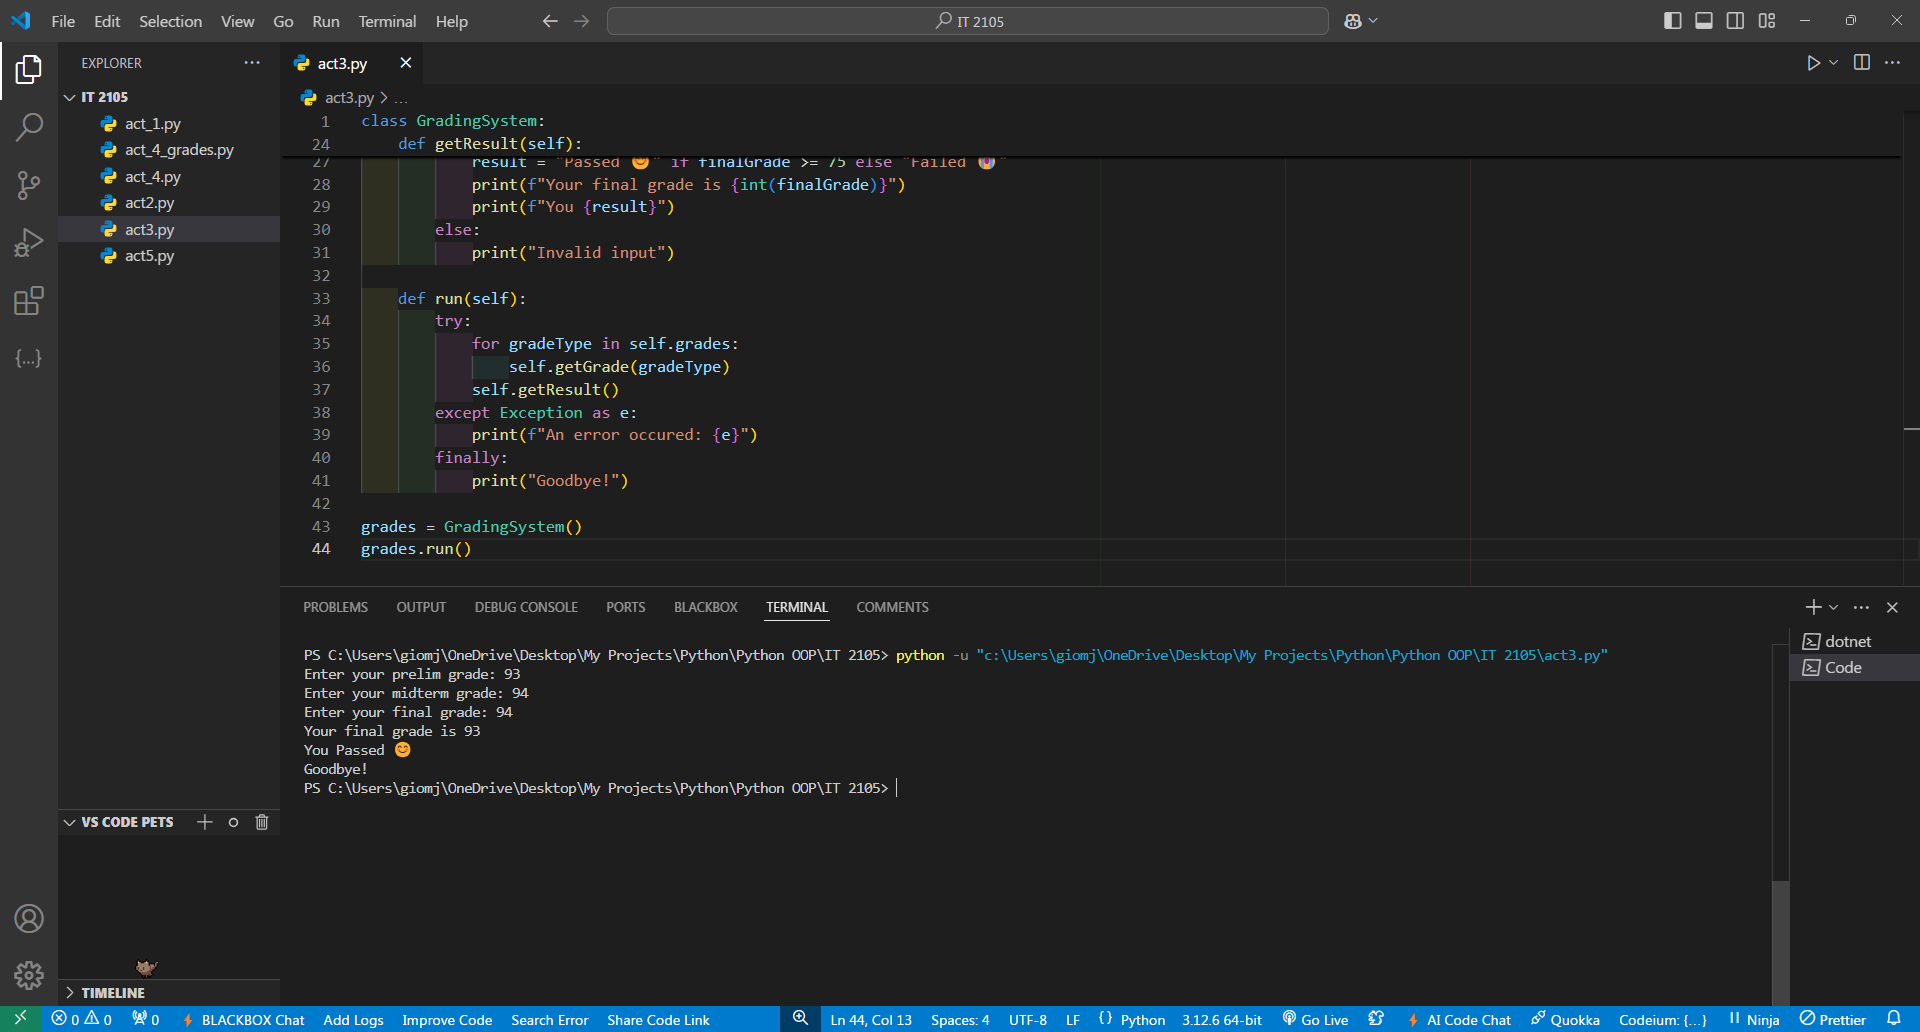 File Edit Selection View Go Run Terminal Help
IT 2105
EXPLORER
IT 2105
act_1.py
act_4_grades.py
act_4.py
act2.py
act3.py
act5.py
VS CODE PETS
TIMELINE
act3.py
act3.py > ...
1 class GradingSystem:
24 def getResult(self):
27 result = "Passed 😊" if finalGrade >= 75 else "Failed 😭"
28 print(f"Your final grade is {int(finalGrade)}")
29 print(f"You {result}")
30 else:
31 print("Invalid input")
32
33 def run(self):
34 try:
35 for gradeType in self.grades:
36 self.getGrade(gradeType)
37 self.getResult()
38 except Exception as e:
39 print(f"An error occured: {e}")
40 finally:
41 print("Goodbye!")
42
43 grades = GradingSystem()
44 grades.run()
PROBLEMS OUTPUT DEBUG CONSOLE PORTS BLACKBOX TERMINAL COMMENTS
PS C:\Users\giomj\OneDrive\Desktop\My Projects\Python\Python OOP\IT 2105> python -u "c:\Users\giomj\OneDrive\Desktop\My Projects\Python\Python OOP\IT 2105\act3.py"
Enter your prelim grade: 93
Enter your midterm grade: 94
Enter your final grade: 94
Your final grade is 93
You Passed 😊
Goodbye!
PS C:\Users\giomj\OneDrive\Desktop\My Projects\Python\Python OOP\IT 2105>
dotnet
Code
0 0 0 BLACKBOX Chat Add Logs Improve Code Search Error Share Code Link Ln 44, Col 13 Spaces: 4 UTF-8 LF {} Python 3.12.6 64-bit Go Live AI Code Chat Quokka Codeium: {...} Ninja Prettier